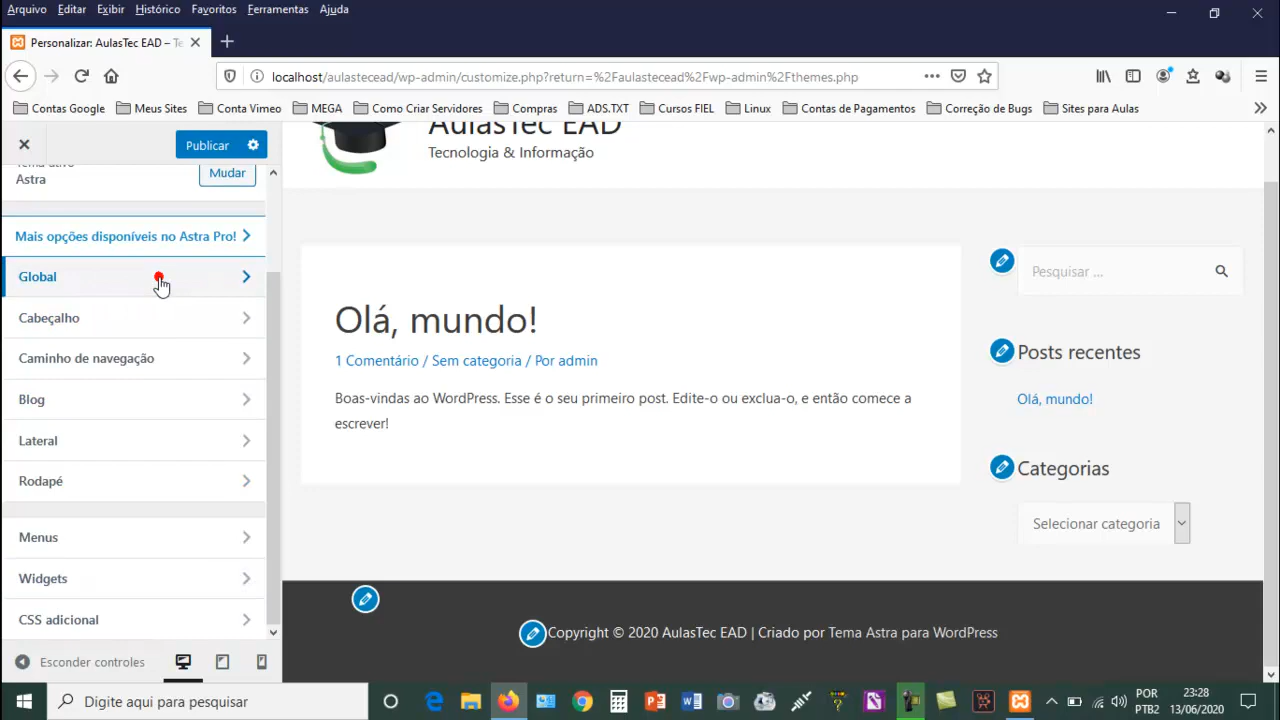 Arquivo Editar Exibir Histórico Favoritos Ferramentas Ajuda
Personalizar: AulasTec EAD – Te
localhost/aulastecead/wp-admin/customize.php?return=%2Faulastecead%2Fwp-admin%2Fthemes.php
Contas Google Meus Sites Conta Vimeo MEGA Como Criar Servidores Compras ADS.TXT Cursos FIEL Linux Contas de Pagamentos Correção de Bugs Sites para Aulas
Publicar
Tema ativo
Astra
Mudar
Mais opções disponíveis no Astra Pro!
Global
Cabeçalho
Caminho de navegação
Blog
Lateral
Rodapé
Menus
Widgets
CSS adicional
Esconder controles
AulasTec EAD
Tecnologia & Informação
Olá, mundo!
1 Comentário / Sem categoria / Por admin
Boas-vindas ao WordPress. Esse é o seu primeiro post. Edite-o ou exclua-o, e então comece a
escrever!
Pesquisar ...
Posts recentes
Olá, mundo!
Categorias
Selecionar categoria
Copyright © 2020 AulasTec EAD | Criado por Tema Astra para WordPress
Digite aqui para pesquisar
POR
PTB2
23:28
13/06/2020